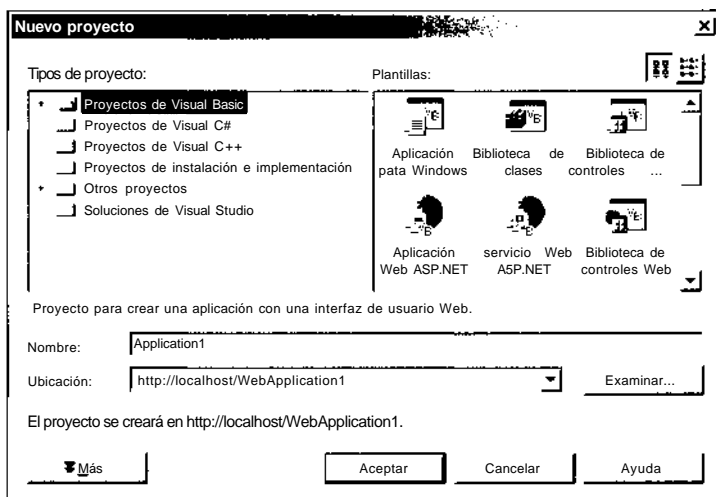 Nuevo proyecto
Tipos de proyecto:
Plantillas:
Proyectos de Visual Basic
Proyectos de Visual C#
Proyectos de Visual C++
Proyectos de instalación e implementación
Otros proyectos
Soluciones de Visual Studio
Aplicación
pata Windows
Biblioteca de
clases
Biblioteca de
controles ...
Aplicación
Web ASP.NET
servicio Web
A5P.NET
Biblioteca de
controles Web
Proyecto para crear una aplicación con una interfaz de usuario Web.
Nombre:
Application1
Ubicación:
http://localhost/WebApplication1
Examinar...
El proyecto se creará en http://localhost/WebApplication1.
Más
Aceptar
Cancelar
Ayuda